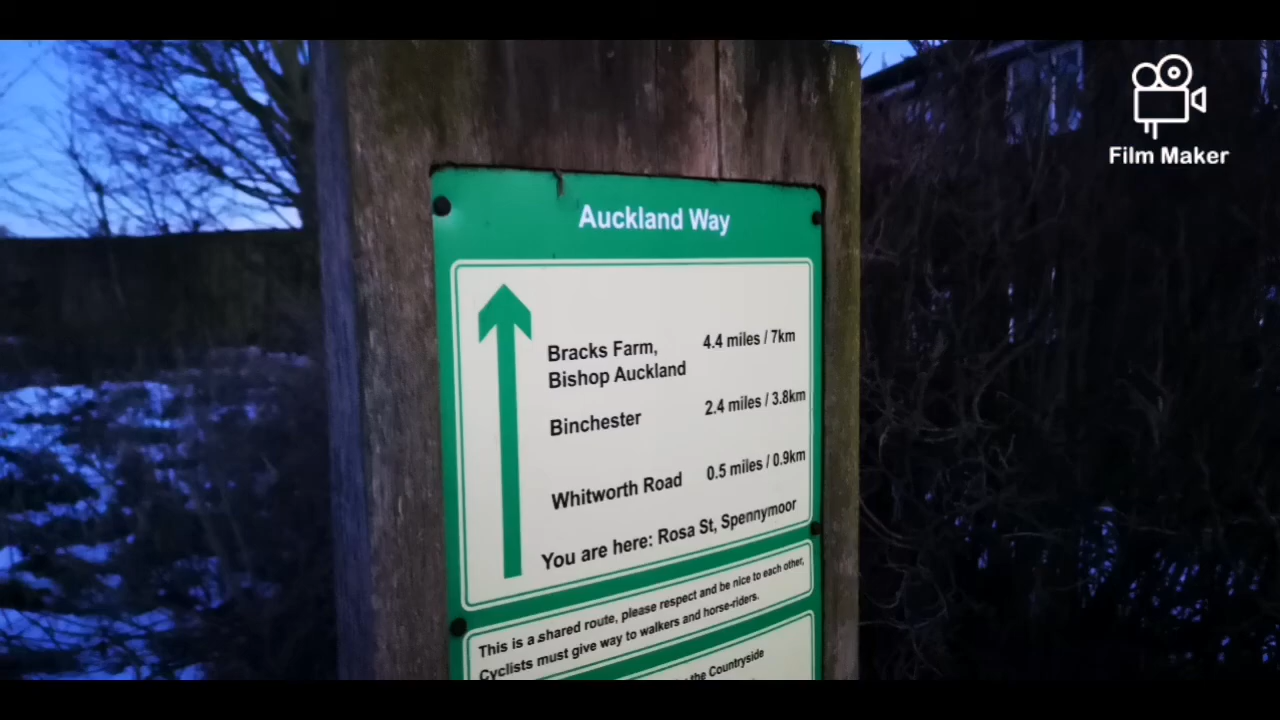 Film Maker
Auckland Way
Bracks Farm, 4.4 miles / 7km
Bishop Auckland
Binchester 2.4 miles / 3.8km
Whitworth Road 0.5 miles / 0.9km
You are here: Rosa St, Spennymoor
This is a shared route, please respect and be nice to each other,
Cyclists must give way to walkers and horse-riders.
the Countryside